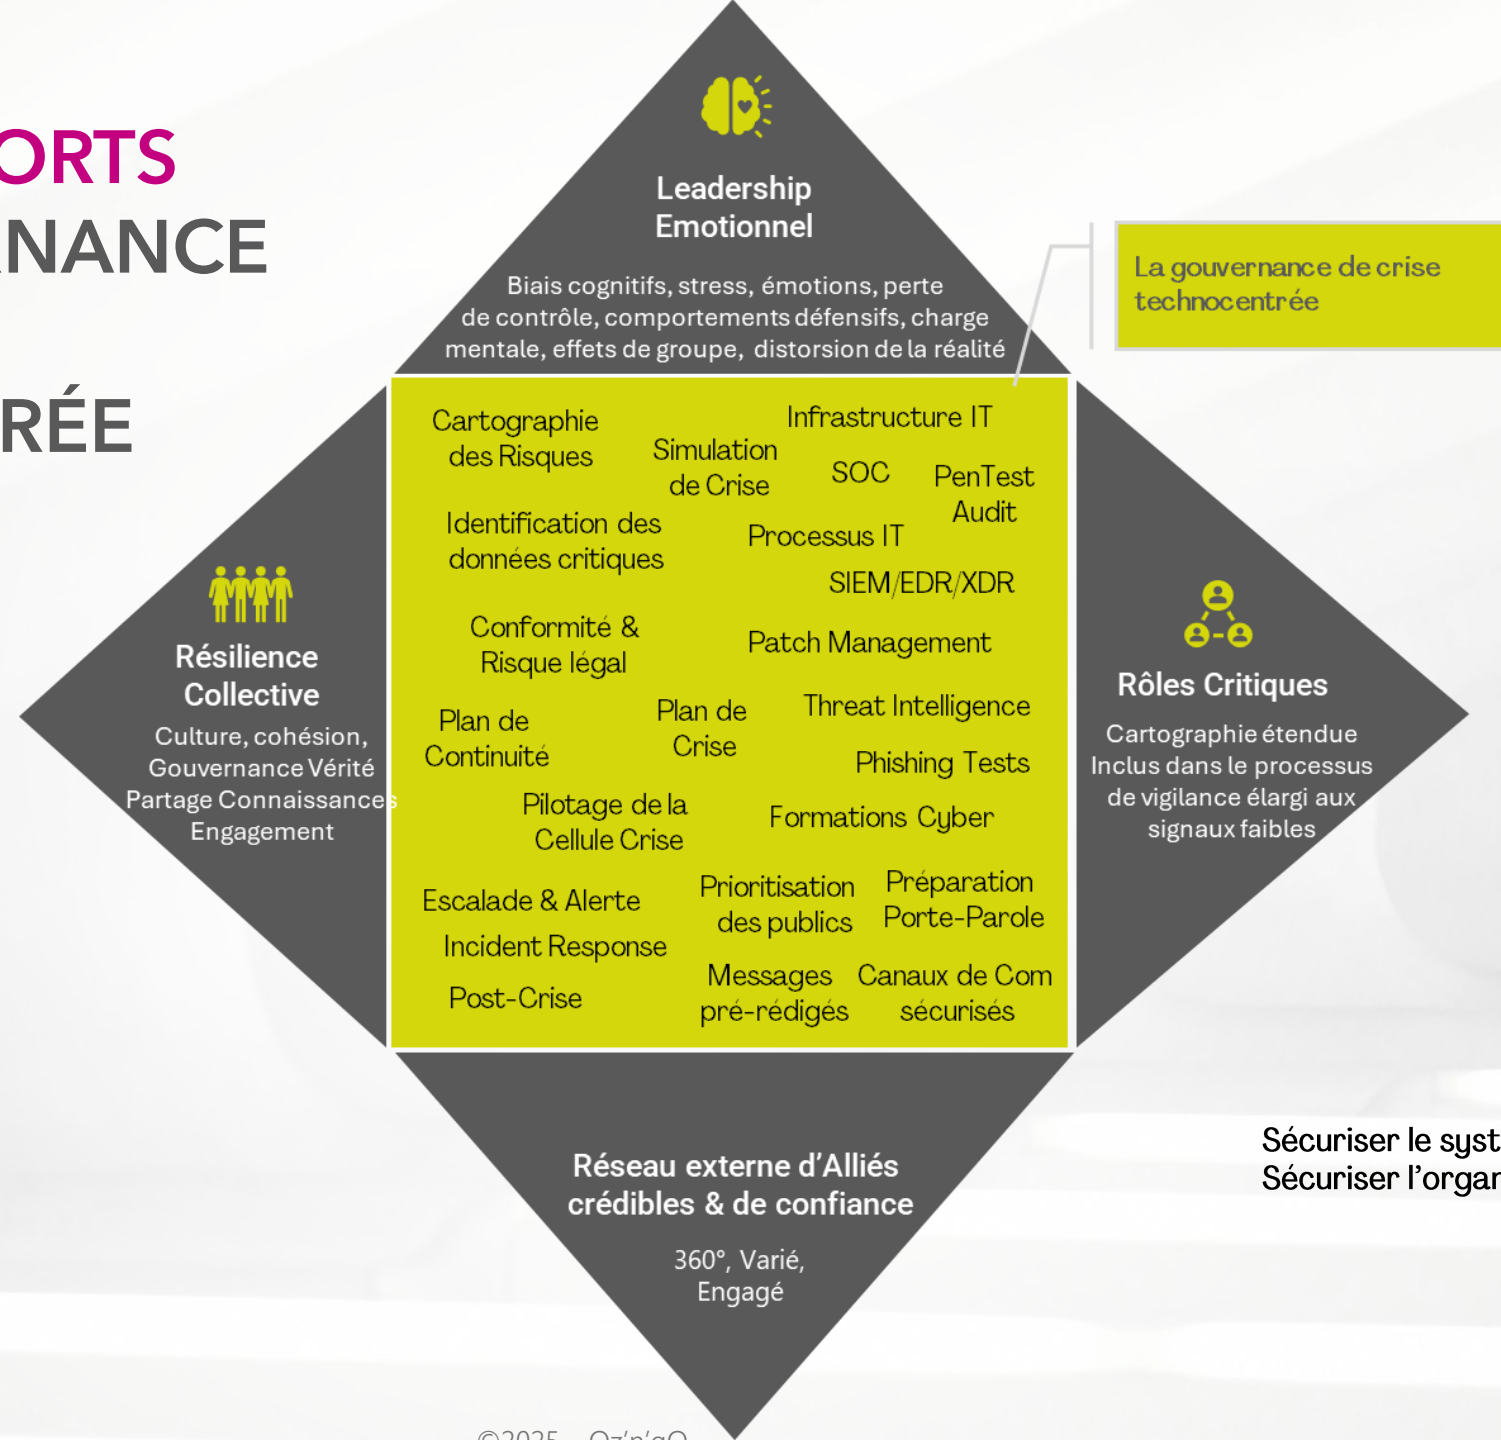 ORTS
RNANCE
RÉE
Leadership
Emotionnel
Biais cognitifs, stress, émotions, perte
de contrôle, comportements défensifs, charge
mentale, effets de groupe, distorsion de la réalité
La gouvernance de crise
technocentrée
Cartographie
des Risques
Simulation
de Crise
Infrastructure IT
SOC
PenTest
Audit
Identification des
données critiques
Processus IT
SIEM/EDR/XDR
Conformité &
Risque légal
Patch Management
Plan de
Continuité
Plan de
Crise
Threat Intelligence
Phishing Tests
Pilotage de la
Cellule Crise
Formations Cyber
Escalade & Alerte
Prioritisation
des publics
Préparation
Porte-Parole
Incident Response
Post-Crise
Messages
pré-rédigés
Canaux de Com
sécurisés
Résilience
Collective
Culture, cohésion,
Gouvernance Vérité
Partage Connaissances
Engagement
Rôles Critiques
Cartographie étendue
Inclus dans le processus
de vigilance élargi aux
signaux faibles
Réseau externe d’Alliés
crédibles & de confiance
360°, Varié,
Engagé
Sécuriser le syst
Sécuriser l’organ
©2025 – Oz’n’gO